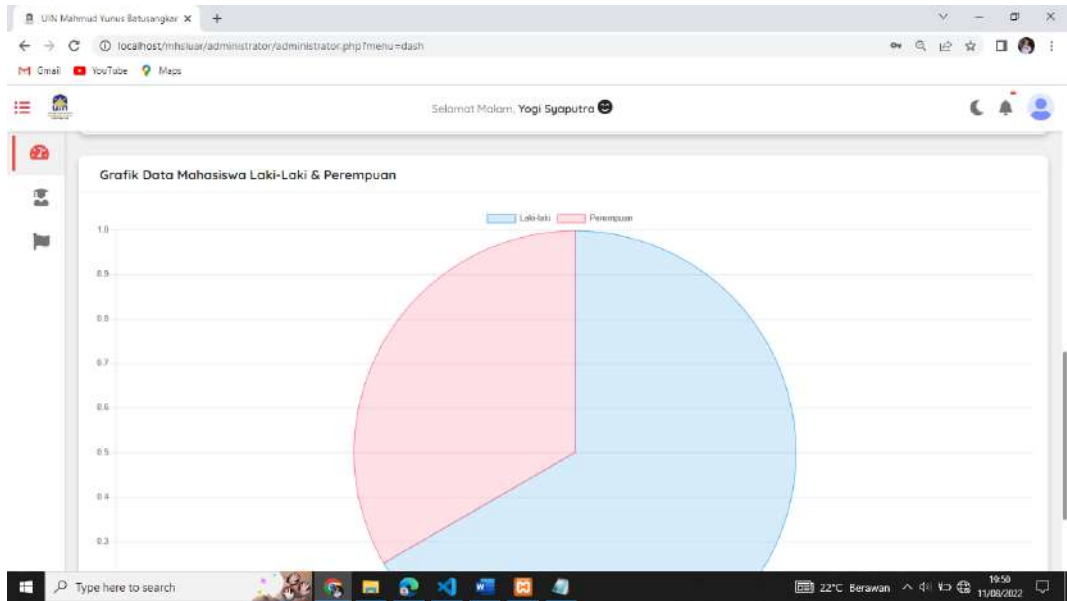 UIN Mahmud Yunus Batusangkar
localhost/mhsluar/administrator/administrator.php?menu=dash
Gmail YouTube Maps
Selamat Malam, Yogi Syaputra
Grafik Data Mahasiswa Laki-Laki & Perempuan
Laki-laki Perempuan
1.0
0.9
0.8
0.7
0.6
0.5
0.4
0.3
Type here to search
22°C Berawan
19:50
11/08/2022